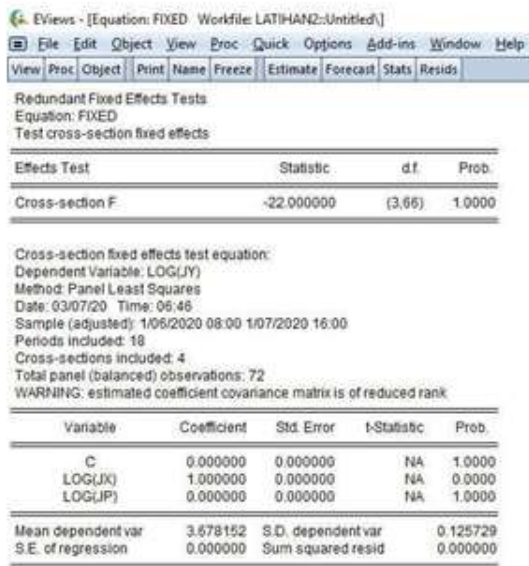 EViews - [Equation: FIXED Workfile: LATIHAN2::Untitled\]
File Edit Object View Proc Quick Options Add-ins Window Help
View Proc Object Print Name Freeze Estimate Forecast Stats Resids
Redundant Fixed Effects Tests
Equation: FIXED
Test cross-section fixed effects
Effects Test Statistic d.f. Prob.
Cross-section F -22.000000 (3,66) 1.0000
Cross-section fixed effects test equation:
Dependent Variable: LOG(JY)
Method: Panel Least Squares
Date: 03/07/20 Time: 06:46
Sample (adjusted): 1/06/2020 08:00 1/07/2020 16:00
Periods included: 18
Cross-sections included: 4
Total panel (balanced) observations: 72
WARNING: estimated coefficient covariance matrix is of reduced rank
Variable Coefficient Std. Error t-Statistic Prob.
C 0.000000 0.000000 NA 1.0000
LOG(JX) 1.000000 0.000000 NA 0.0000
LOG(JP) 0.000000 0.000000 NA 1.0000
Mean dependent var 3.678152 S.D. dependent var 0.125729
S.E. of regression 0.000000 Sum squared resid 0.000000